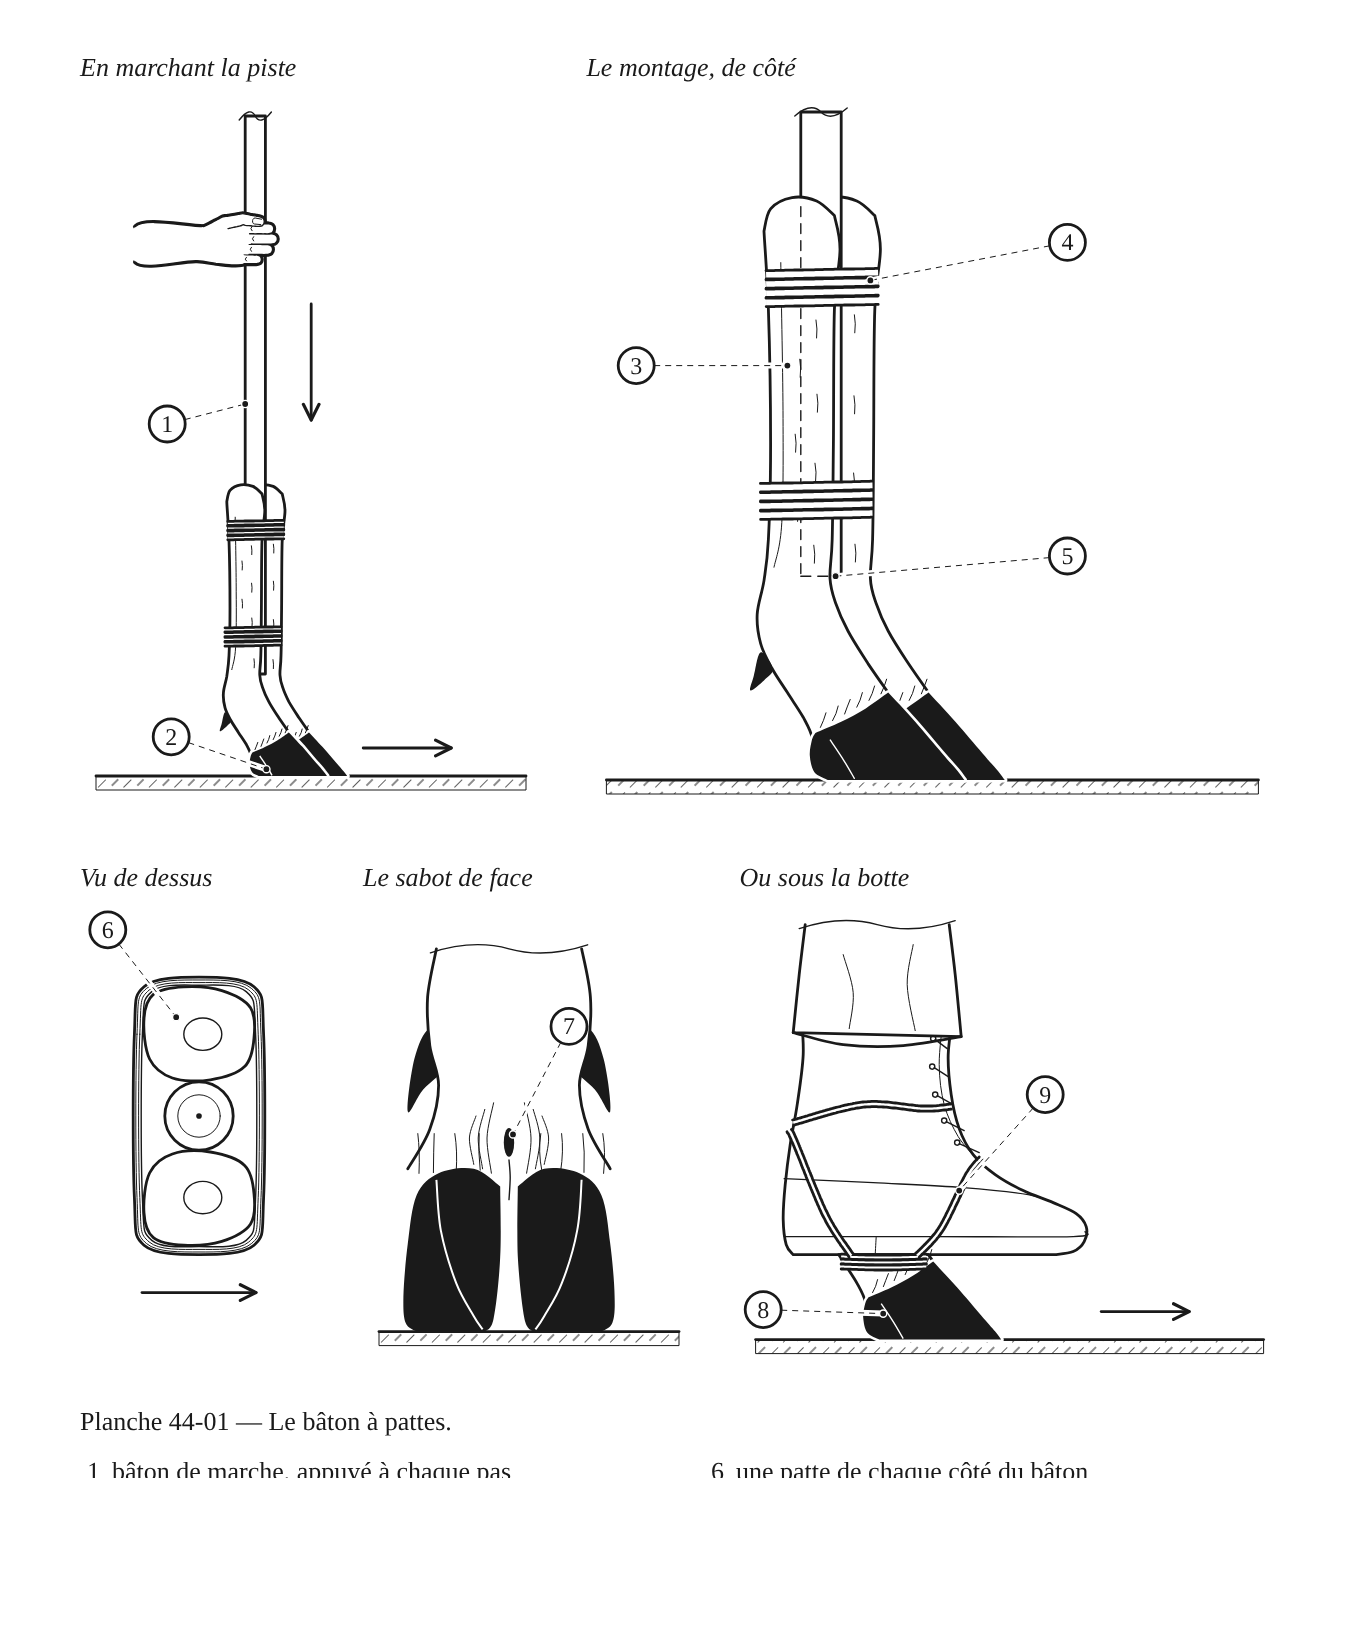 En marchant la piste
Le montage, de côté
4
3
1
5
2
Vu de dessus
Le sabot de face
Ou sous la botte
6
7
9
8
Planche 44-01 — Le bâton à pattes.
1 bâton de marche, appuyé à chaque pas
6 une patte de chaque côté du bâton